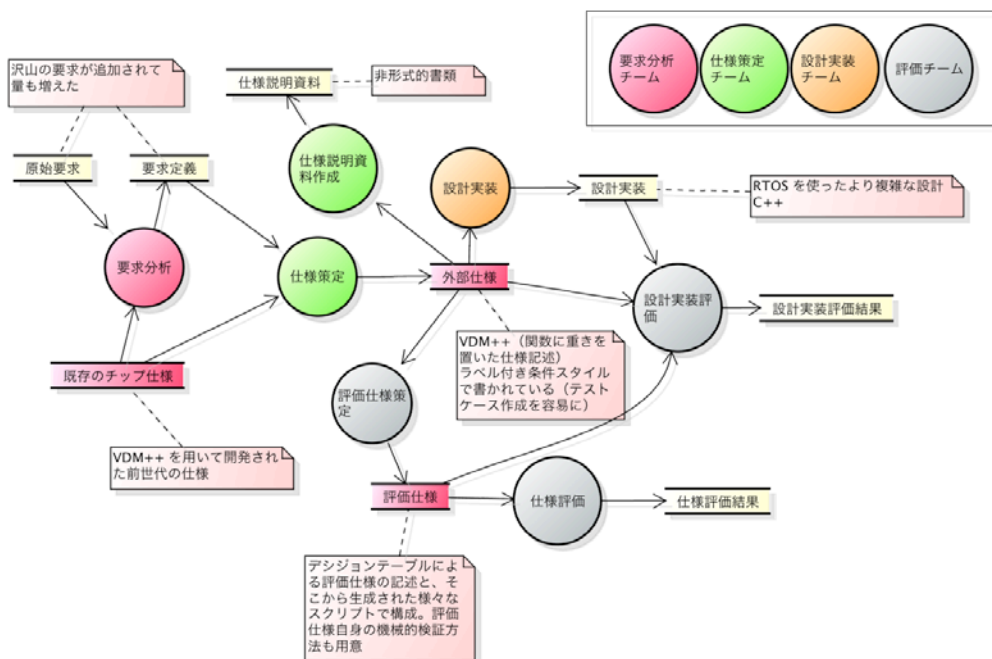 沢山の要求が追加されて
量も増えた
仕様説明資料
非形式的書類
要求分析
チーム
仕様策定
チーム
設計実装
チーム
評価チーム
原始要求
要求定義
仕様説明資
料作成
設計実装
設計実装
RTOS を使ったより複雑な設計
C++
要求分析
仕様策定
外部仕様
設計実装評
価
設計実装評価結果
既存のチップ仕様
VDM++（関数に重きを
置いた仕様記述）
ラベル付き条件スタイル
で書かれている（テスト
ケース作成を容易に）
評価仕様策
定
VDM++ を用いて開発され
た前世代の仕様
評価仕様
仕様評価
仕様評価結果
デシジョンテーブルによ
る評価仕様の記述と、そ
こから生成された様々な
スクリプトで構成。評価
仕様自身の機械的検証方
法も用意